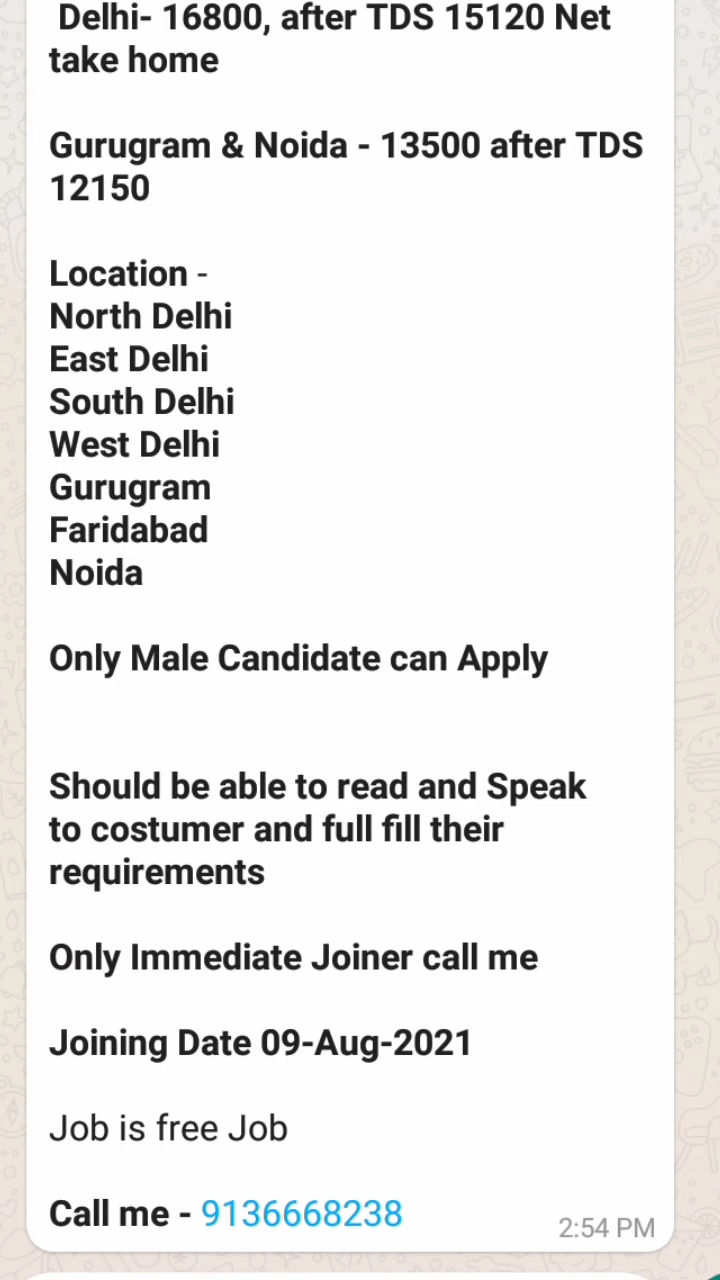 Delhi- 16800, after TDS 15120 Net
take home
Gurugram & Noida - 13500 after TDS
12150
Location -
North Delhi
East Delhi
South Delhi
West Delhi
Gurugram
Faridabad
Noida
Only Male Candidate can Apply
Should be able to read and Speak
to costumer and full fill their
requirements
Only Immediate Joiner call me
Joining Date 09-Aug-2021
Job is free Job
Call me - 9136668238
2:54 PM